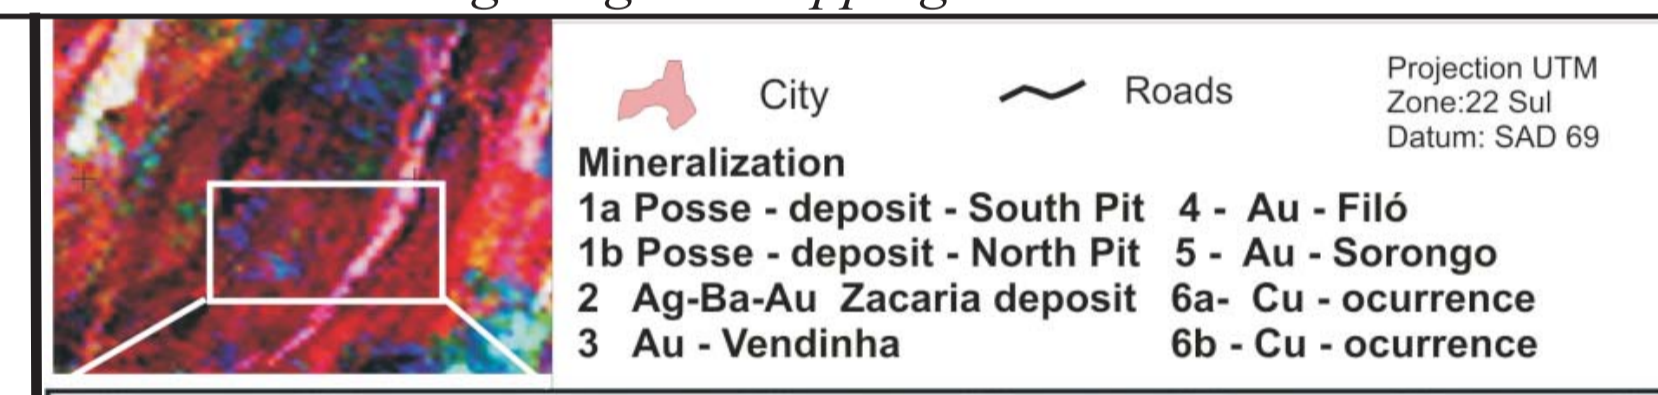 City
Roads
Projection UTM
Zone:22 Sul
Datum: SAD 69
Mineralization
1a Posse - deposit - South Pit
1b Posse - deposit - North Pit
2 Ag-Ba-Au Zacaria deposit
3 Au - Vendinha
4 - Au - Filó
5 - Au - Sorongo
6a- Cu - ocurrence
6b - Cu - ocurrence